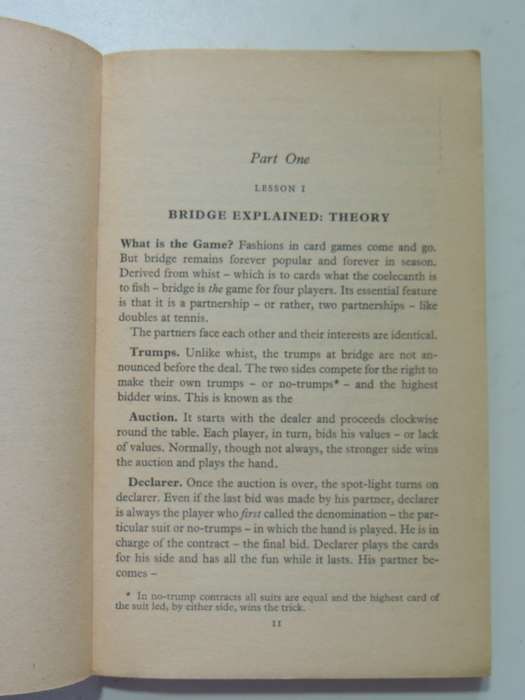 Part One
LESSON I
BRIDGE EXPLAINED: THEORY
What is the Game? Fashions in card games come and go.
But bridge remains forever popular and forever in season.
Derived from whist – which is to cards what the coelecanth is
to fish – bridge is the game for four players. Its essential feature
is that it is a partnership – or rather, two partnerships – like
doubles at tennis.
The partners face each other and their interests are identical.
Trumps. Unlike whist, the trumps at bridge are not an-
nounced before the deal. The two sides compete for the right to
make their own trumps – or no-trumps* – and the highest
bidder wins. This is known as the
Auction. It starts with the dealer and proceeds clockwise
round the table. Each player, in turn, bids his values – or lack
of values. Normally, though not always, the stronger side wins
the auction and plays the hand.
Declarer. Once the auction is over, the spot-light turns on
declarer. Even if the last bid was made by his partner, declarer
is always the player who first called the denomination – the par-
ticular suit or no-trumps – in which the hand is played. He is in
charge of the contract – the final bid. Declarer plays the cards
for his side and has all the fun while it lasts. His partner be-
comes –
* In no-trump contracts all suits are equal and the highest card of
the suit led, by either side, wins the trick.
11